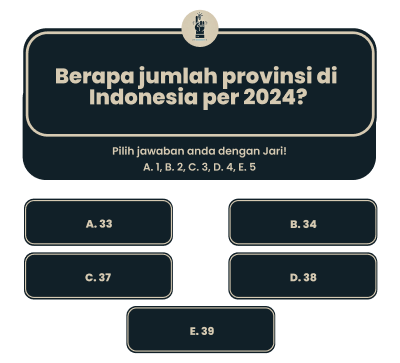 Berapa jumlah provinsi di
Indonesia per 2024?
Pilih jawaban anda dengan Jari!
A. 1, B. 2, C. 3, D. 4, E. 5
A. 33
B. 34
C. 37
D. 38
E. 39